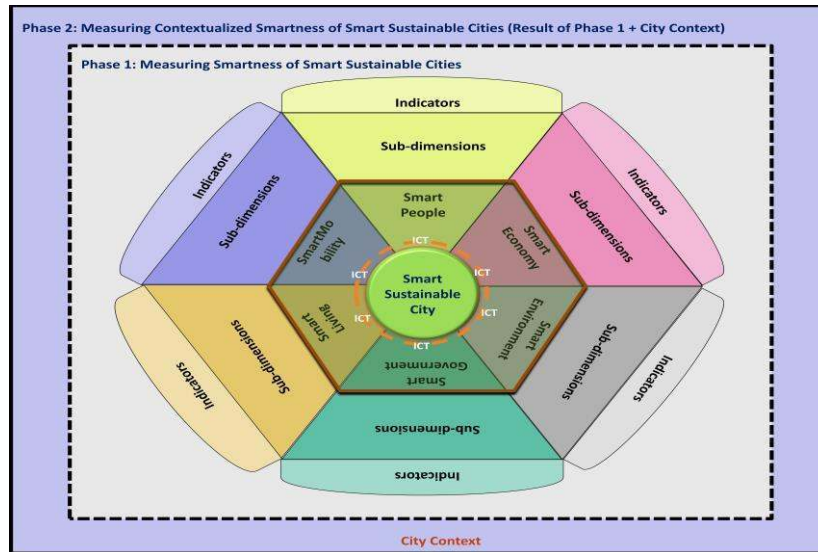 Phase 2: Measuring Contextualized Smartness of Smart Sustainable Cities (Result of Phase 1 + City Context)
Phase 1: Measuring Smartness of Smart Sustainable Cities
Indicators
Sub-dimensions
Indicators
Sub-dimensions
Indicators
Sub-dimensions
Smart
People
SmartMo
bility
Smart
Economy
ICT
ICT
ICT
Smart
Sustainable
City
ICT
ICT
ICT
Smart
Living
Smart
Environment
Smart
Government
Sub-dimensions
Indicators
Sub-dimensions
Indicators
Sub-dimensions
Indicators
City Context